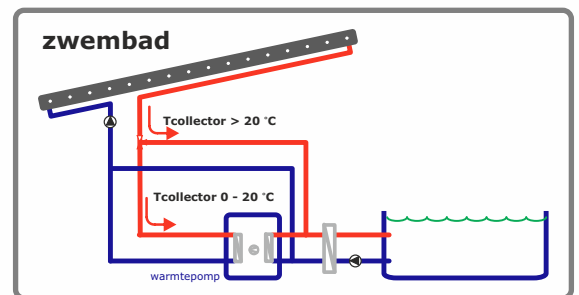 zwembad
Tcollector > 20 °C
Tcollector 0 - 20 °C
warmtepomp